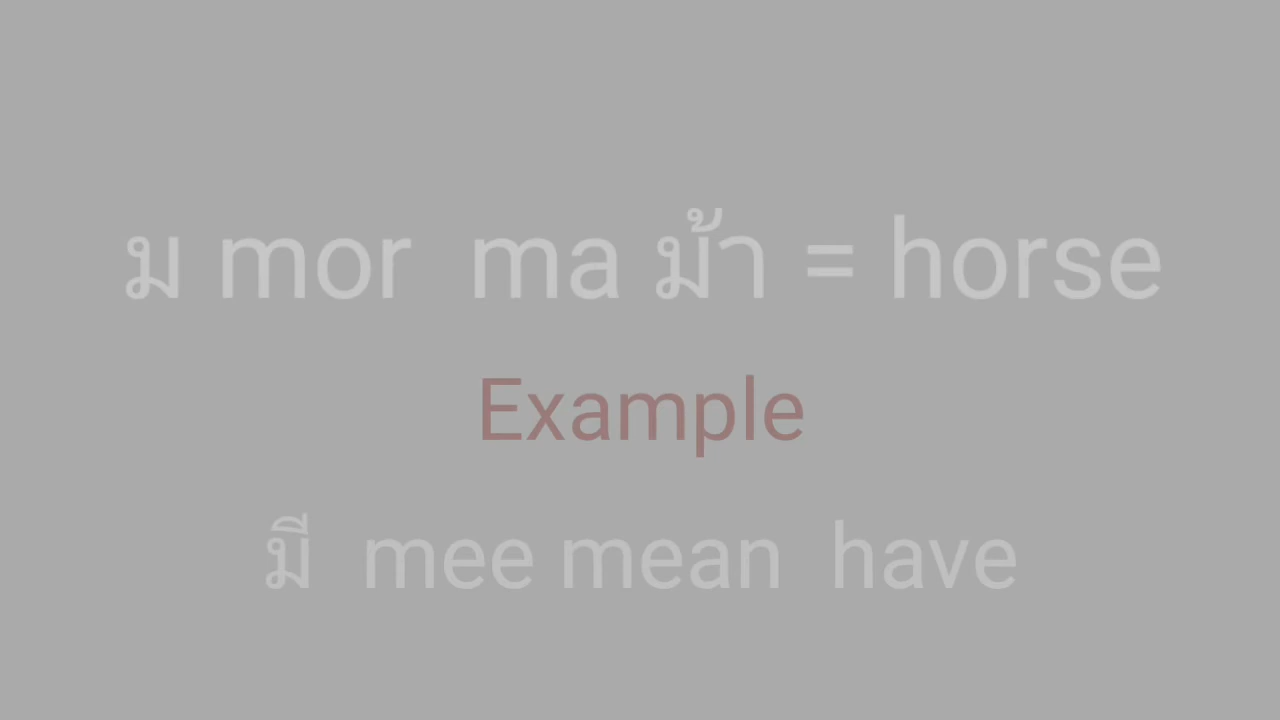 ม mor ma ม้า = horse
Example
มี mee mean have